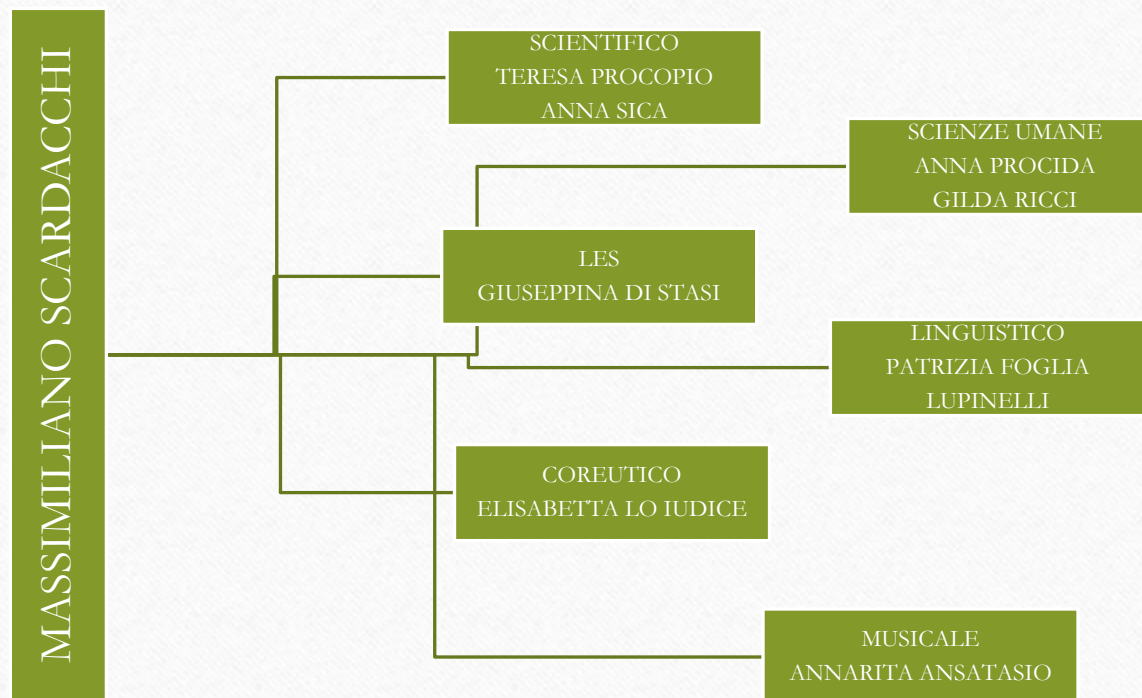 MASSIMILIANO SCARDACCHI
SCIENTIFICO
TERESA PROCOPIO
ANNA SICA
SCIENZE UMANE
ANNA PROCIDA
GILDA RICCI
LES
GIUSEPPINA DI STASI
LINGUISTICO
PATRIZIA FOGLIA
LUPINELLI
COREUTICO
ELISABETTA LO IUDICE
MUSICALE
ANNARITA ANSATASIO